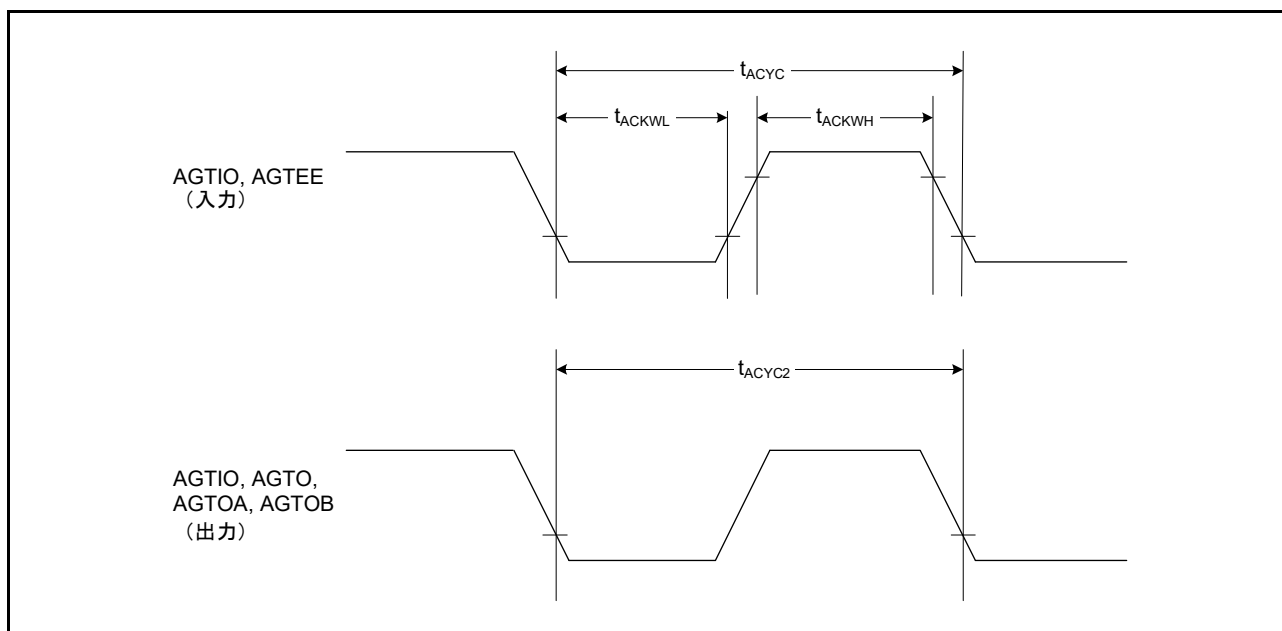 tACYC
tACKWL
tACKWH
AGTIO, AGTEE
（入力）
tACYC2
AGTIO, AGTO,
AGTOA, AGTOB
（出力）